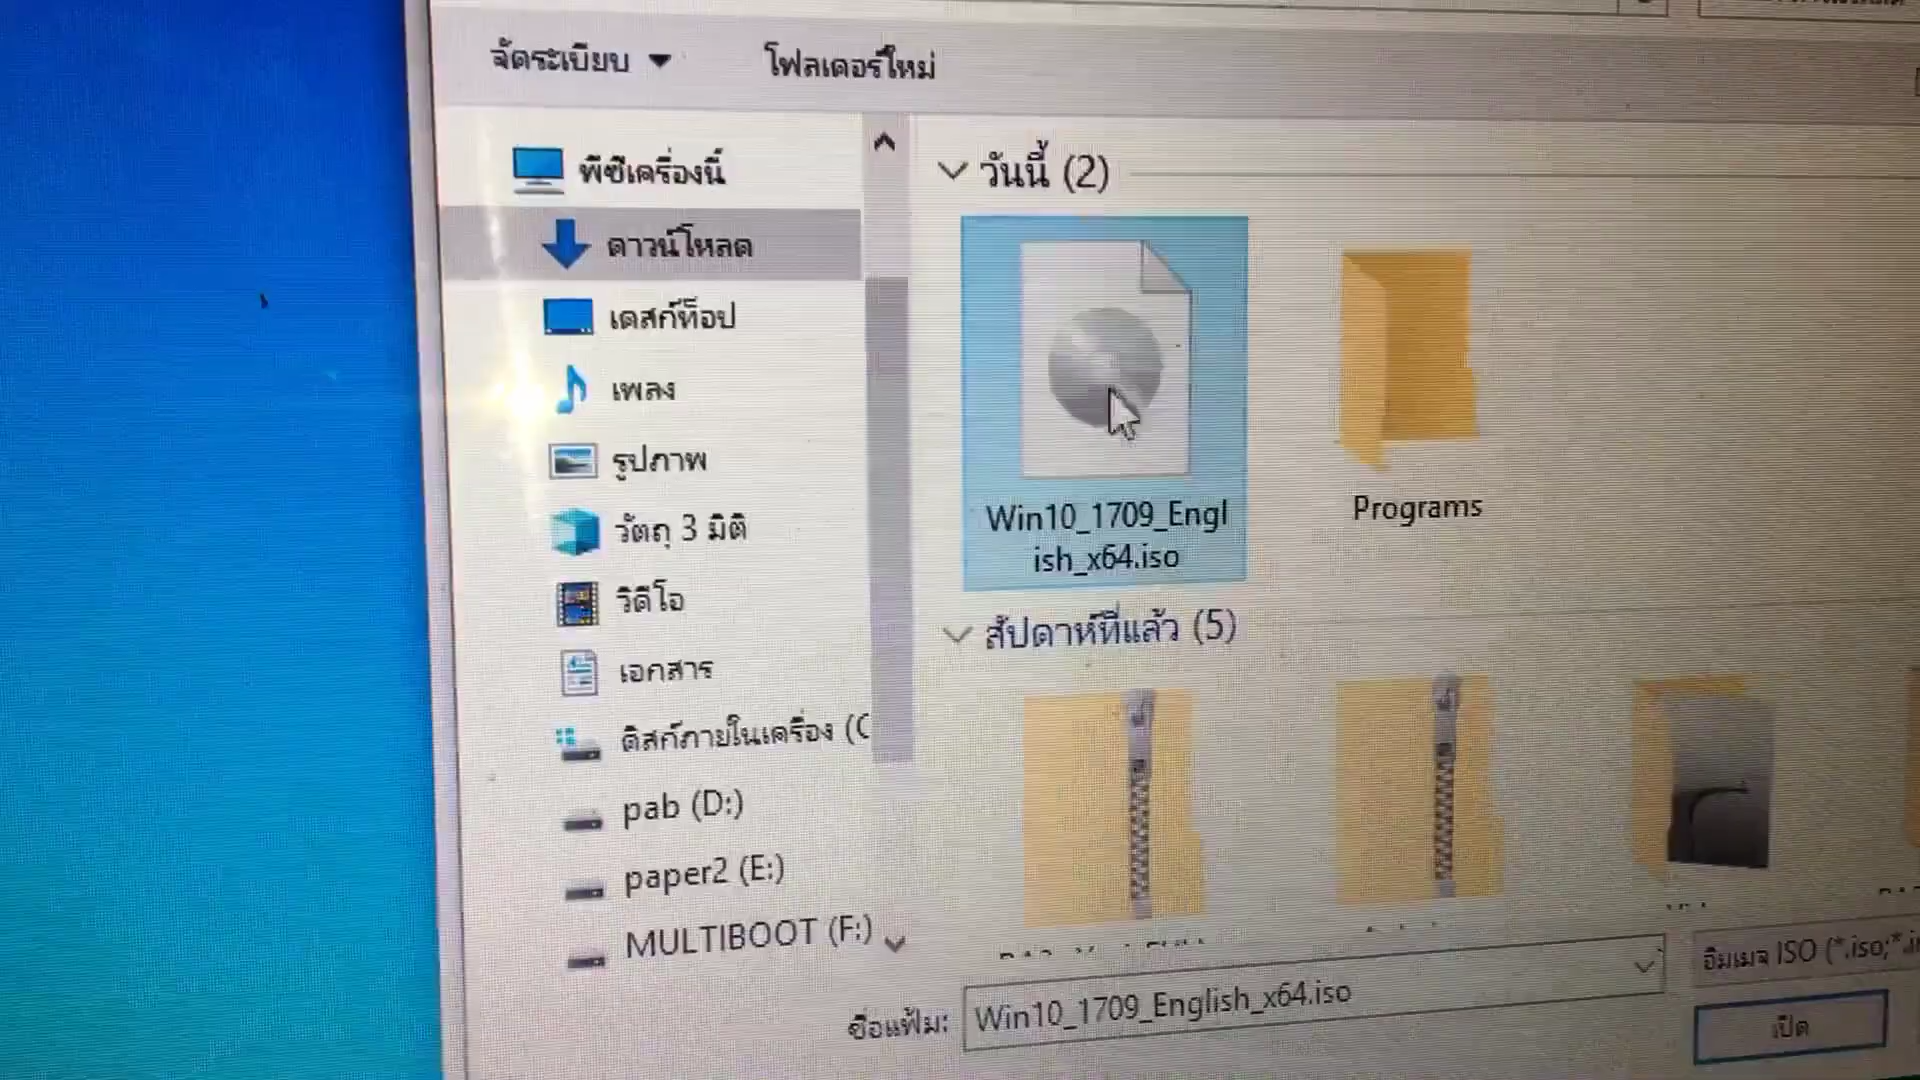 จัดระเบียบ
โฟลเดอร์ใหม่
พีซีเครื่องนี้
ดาวน์โหลด
เดสก์ท็อป
เพลง
รูปภาพ
วัตถุ 3 มิติ
วิดีโอ
เอกสาร
ดิสก์ภายในเครื่อง (C
pab (D:)
paper2 (E:)
MULTIBOOT (F:)
วันนี้ (2)
Win10_1709_Engl
ish_x64.iso
Programs
สัปดาห์ที่แล้ว (5)
ชื่อแฟ้ม:
Win10_1709_English_x64.iso
อิมเมจ ISO (*.iso;*.i
เปิด